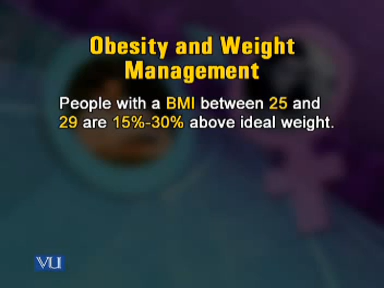 Obesity and Weight
Management
People with a BMI between 25 and
29 are 15%-30% above ideal weight.
VU